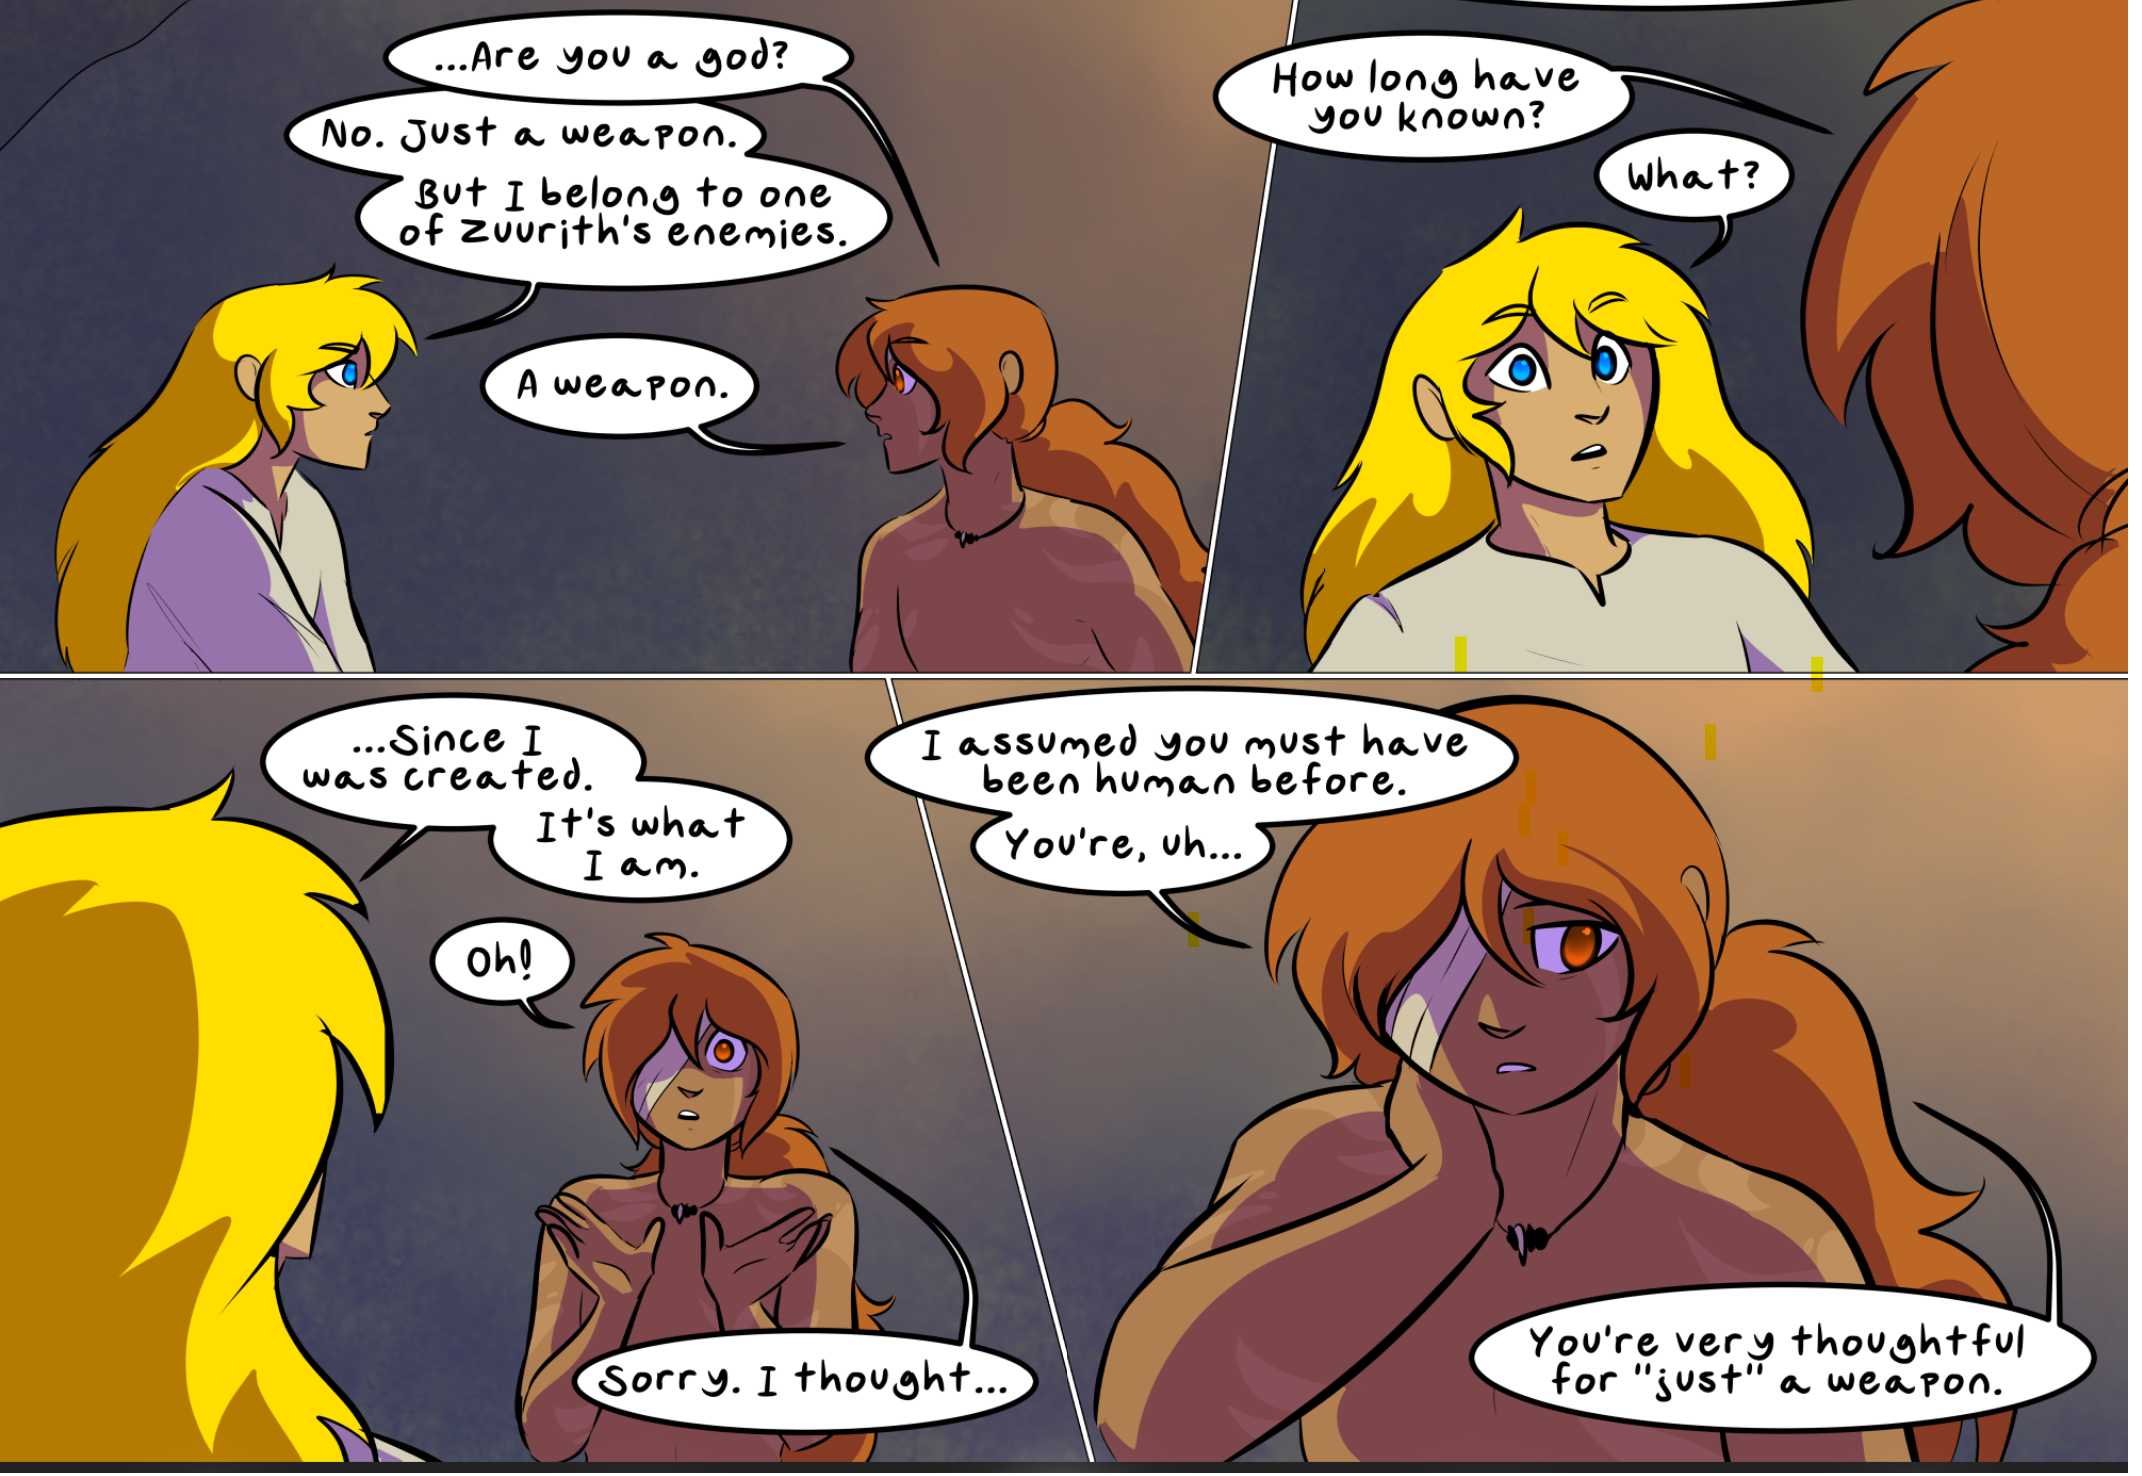 ...Are you a god?
No. Just a weapon.
But I belong to one
of Zuurith's enemies.
A weapon.
How long have
you known?
What?
...Since I
was created.
It's what
I am.
Oh!
Sorry. I thought...
I assumed you must have
been human before.
You're, uh...
You're very thoughtful
for "just" a weapon.